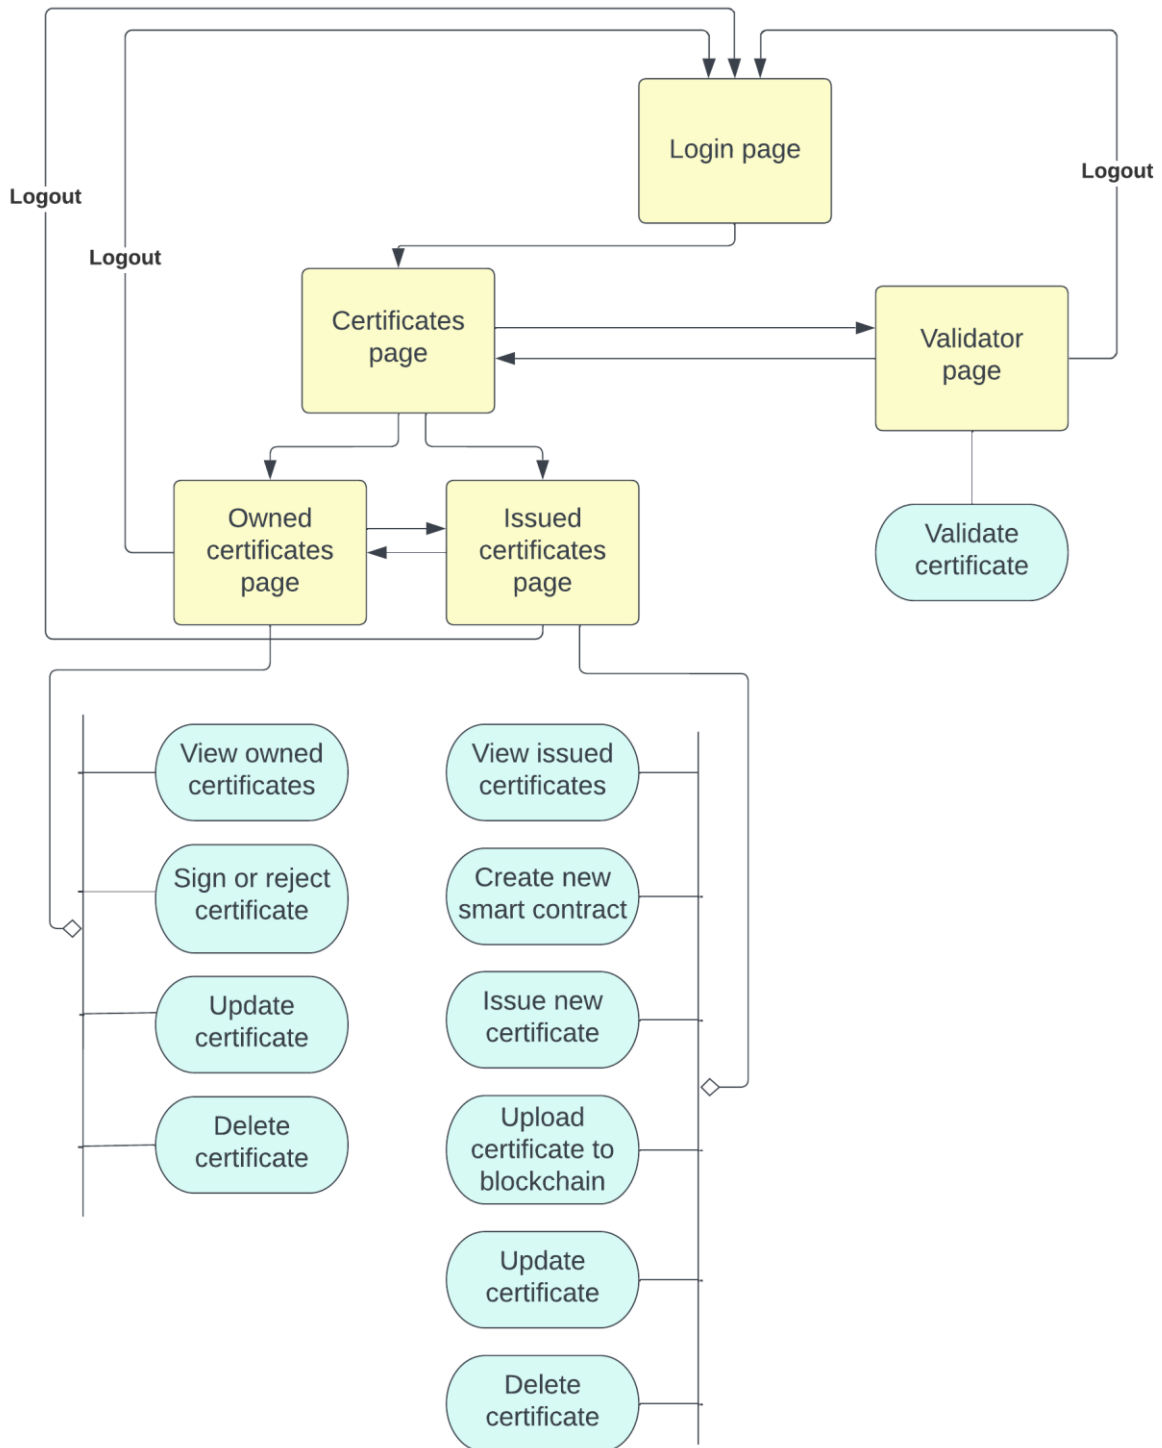 Login page
Logout
Logout
Logout
Certificates
page
Validator
page
Owned
certificates
page
Issued
certificates
page
Validate
certificate
View owned
certificates
View issued
certificates
Sign or reject
certificate
Create new
smart contract
Update
certificate
Issue new
certificate
Delete
certificate
Upload
certificate to
blockchain
Update
certificate
Delete
certificate